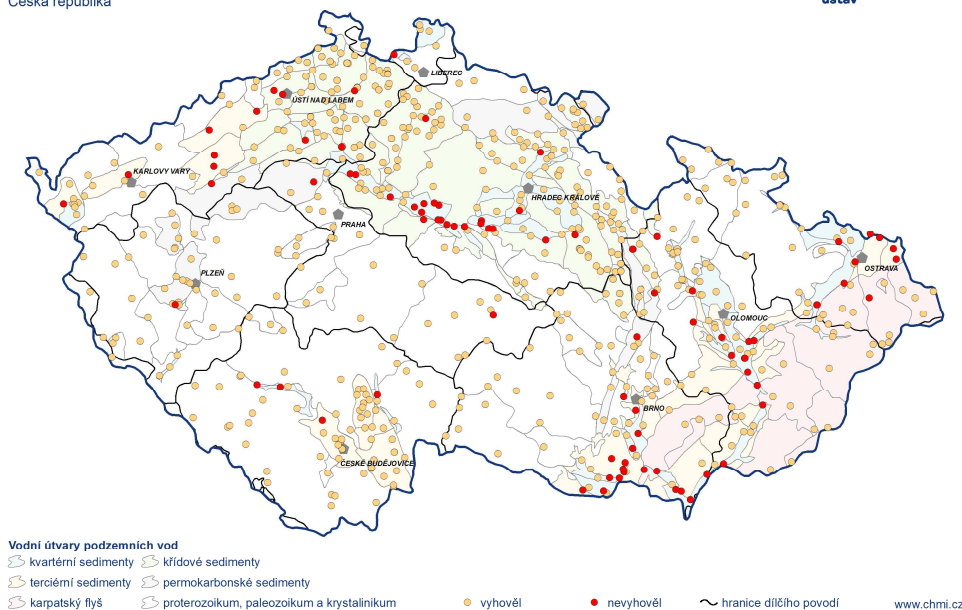 Česká republika
ústav
LIBEREC
ÚSTÍ NAD LABEM
KARLOVY VARY
HRADEC KRÁLOVÉ
PRAHA
PLZEŇ
OSTRAVA
OLOMOUC
BRNO
ČESKÉ BUDĚJOVICE
Vodní útvary podzemních vod
kvartérní sedimenty křídové sedimenty
terciérní sedimenty permokarbonské sedimenty
karpatský flyš proterozoikum, paleozoikum a krystalinikum vyhověl nevyhověl hranice dílčího povodí www.chmi.cz